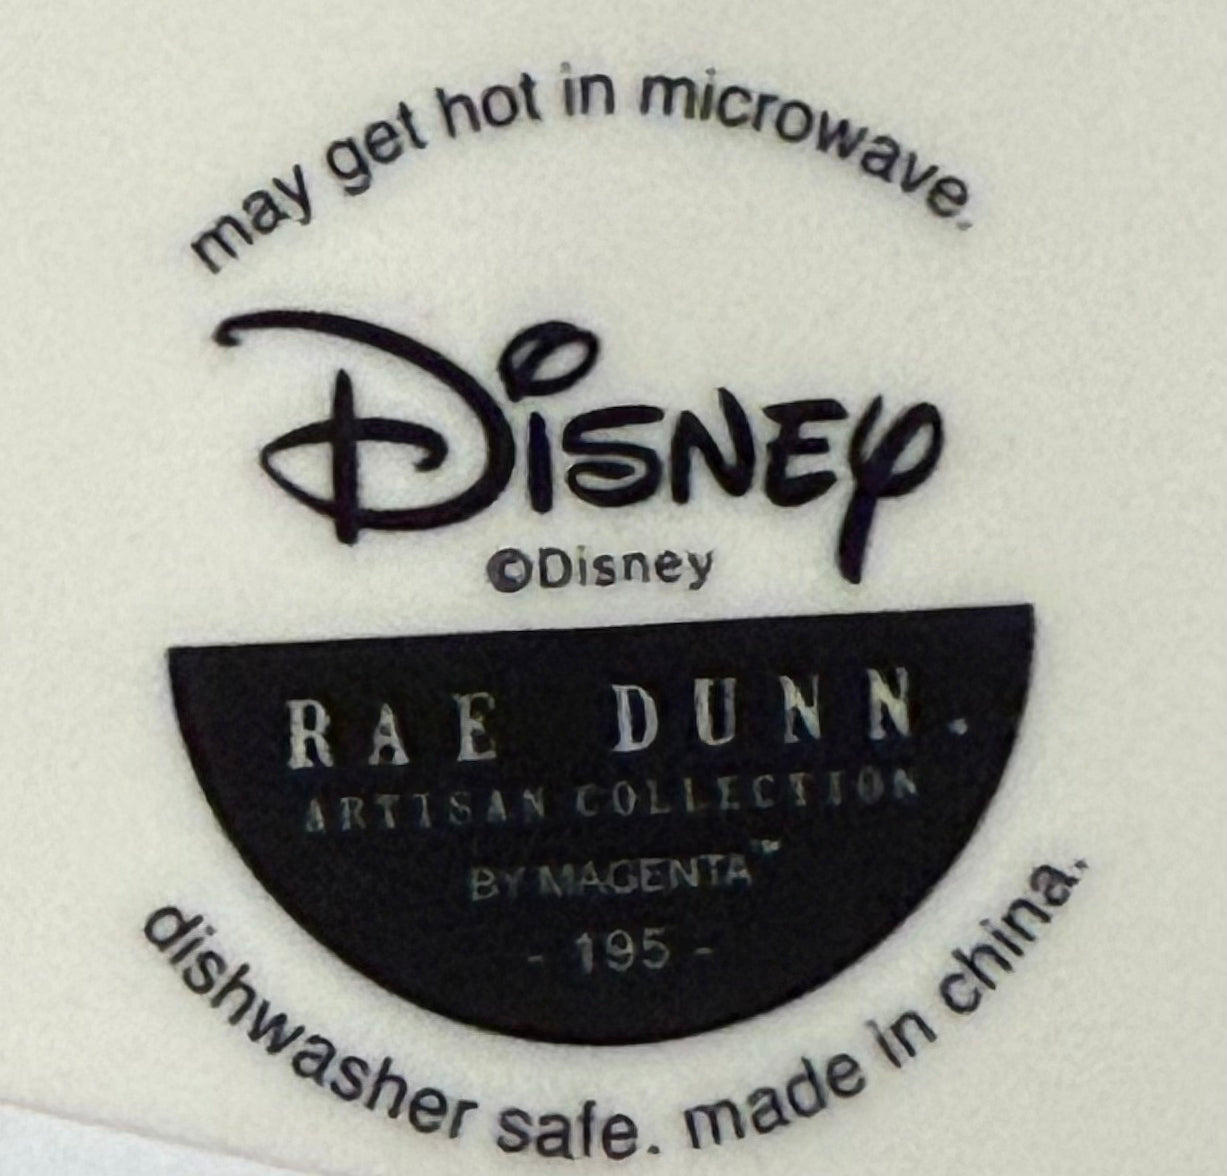 may get hot in microwave.
Disney
©Disney
RAE DUNN.
ARTISAN COLLECTION
BY MAGENTA™
- 195 -
dishwasher safe. made in china.